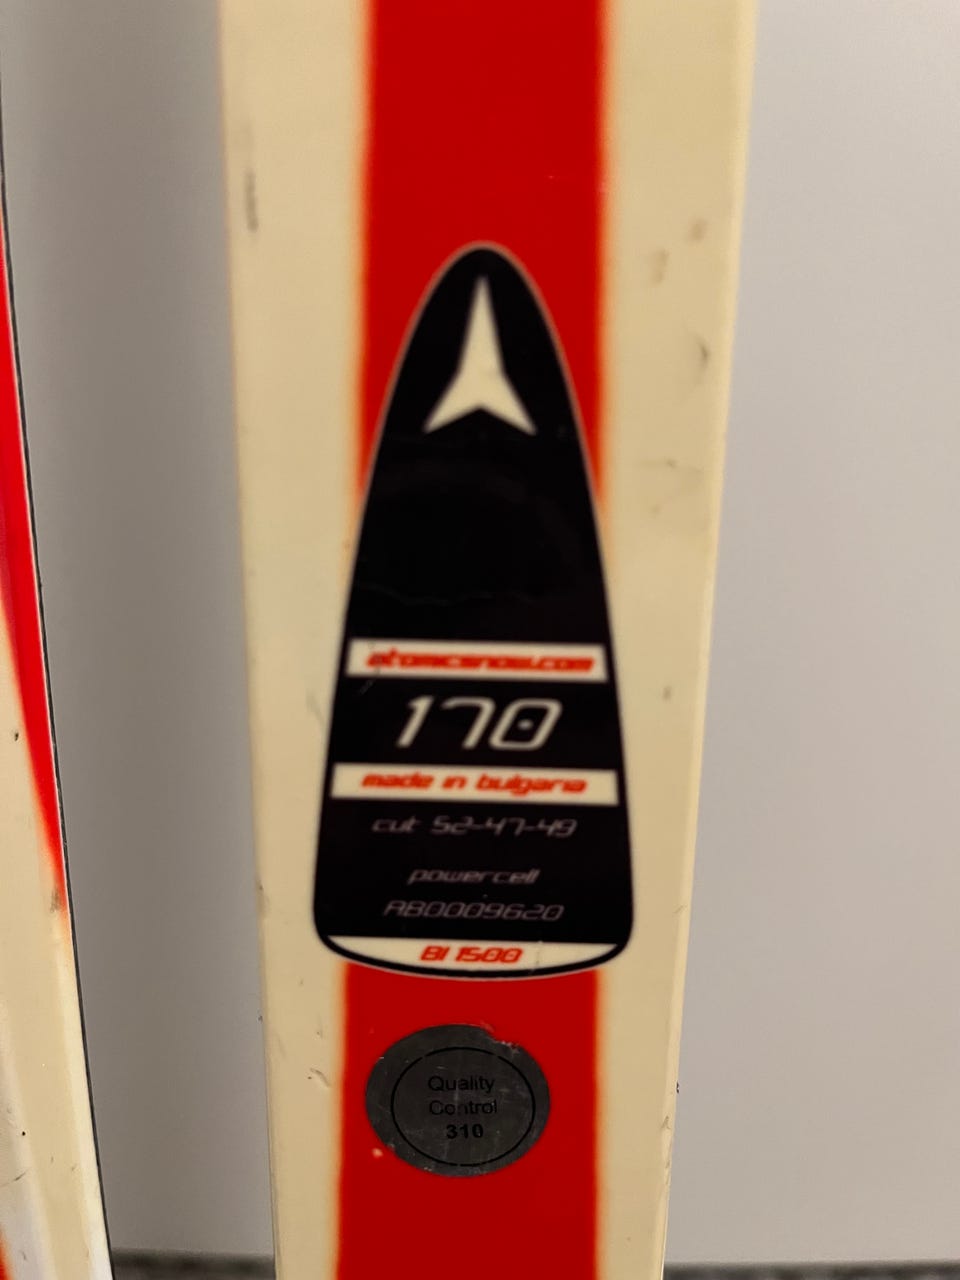 atomicsnow.com
170
made in bulgaria
cut 52-47-49
powercell
AB0009620
BI 1500
Quality
Control
310